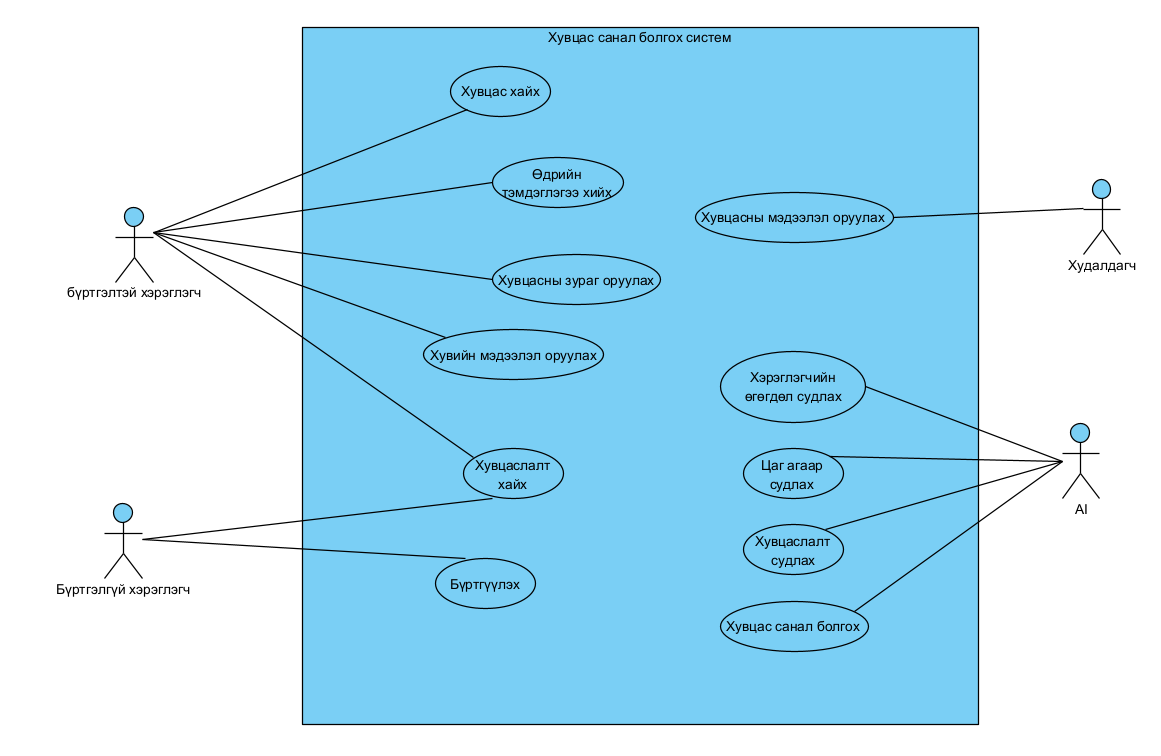 Хувцас санал болгох систем
Хувцас хайх
Өдрийн
тэмдэглэгээ хийх
Хувцасны зураг оруулах
Хувийн мэдээлэл оруулах
Хувцаслалт
хайх
Бүртгүүлэх
бүртгэлтэй хэрэглэгч
Бүртгэлгүй хэрэглэгч
Хувцасны мэдээлэл оруулах
Хэрэглэгчийн
өгөгдөл судлах
Цаг агаар
судлах
Хувцаслалт
судлах
Хувцас санал болгох
Худалдагч
AI